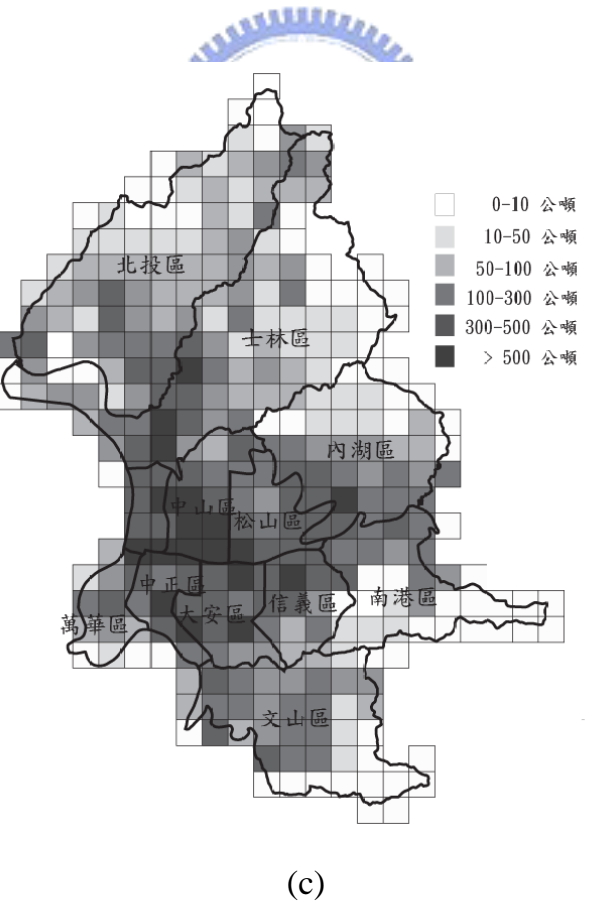 0-10 公噸
10-50 公噸
50-100 公噸
100-300 公噸
300-500 公噸
> 500 公噸
北投區
士林區
內湖區
中山區
松山區
中正區
大安區
信義區
南港區
萬華區
文山區
(c)